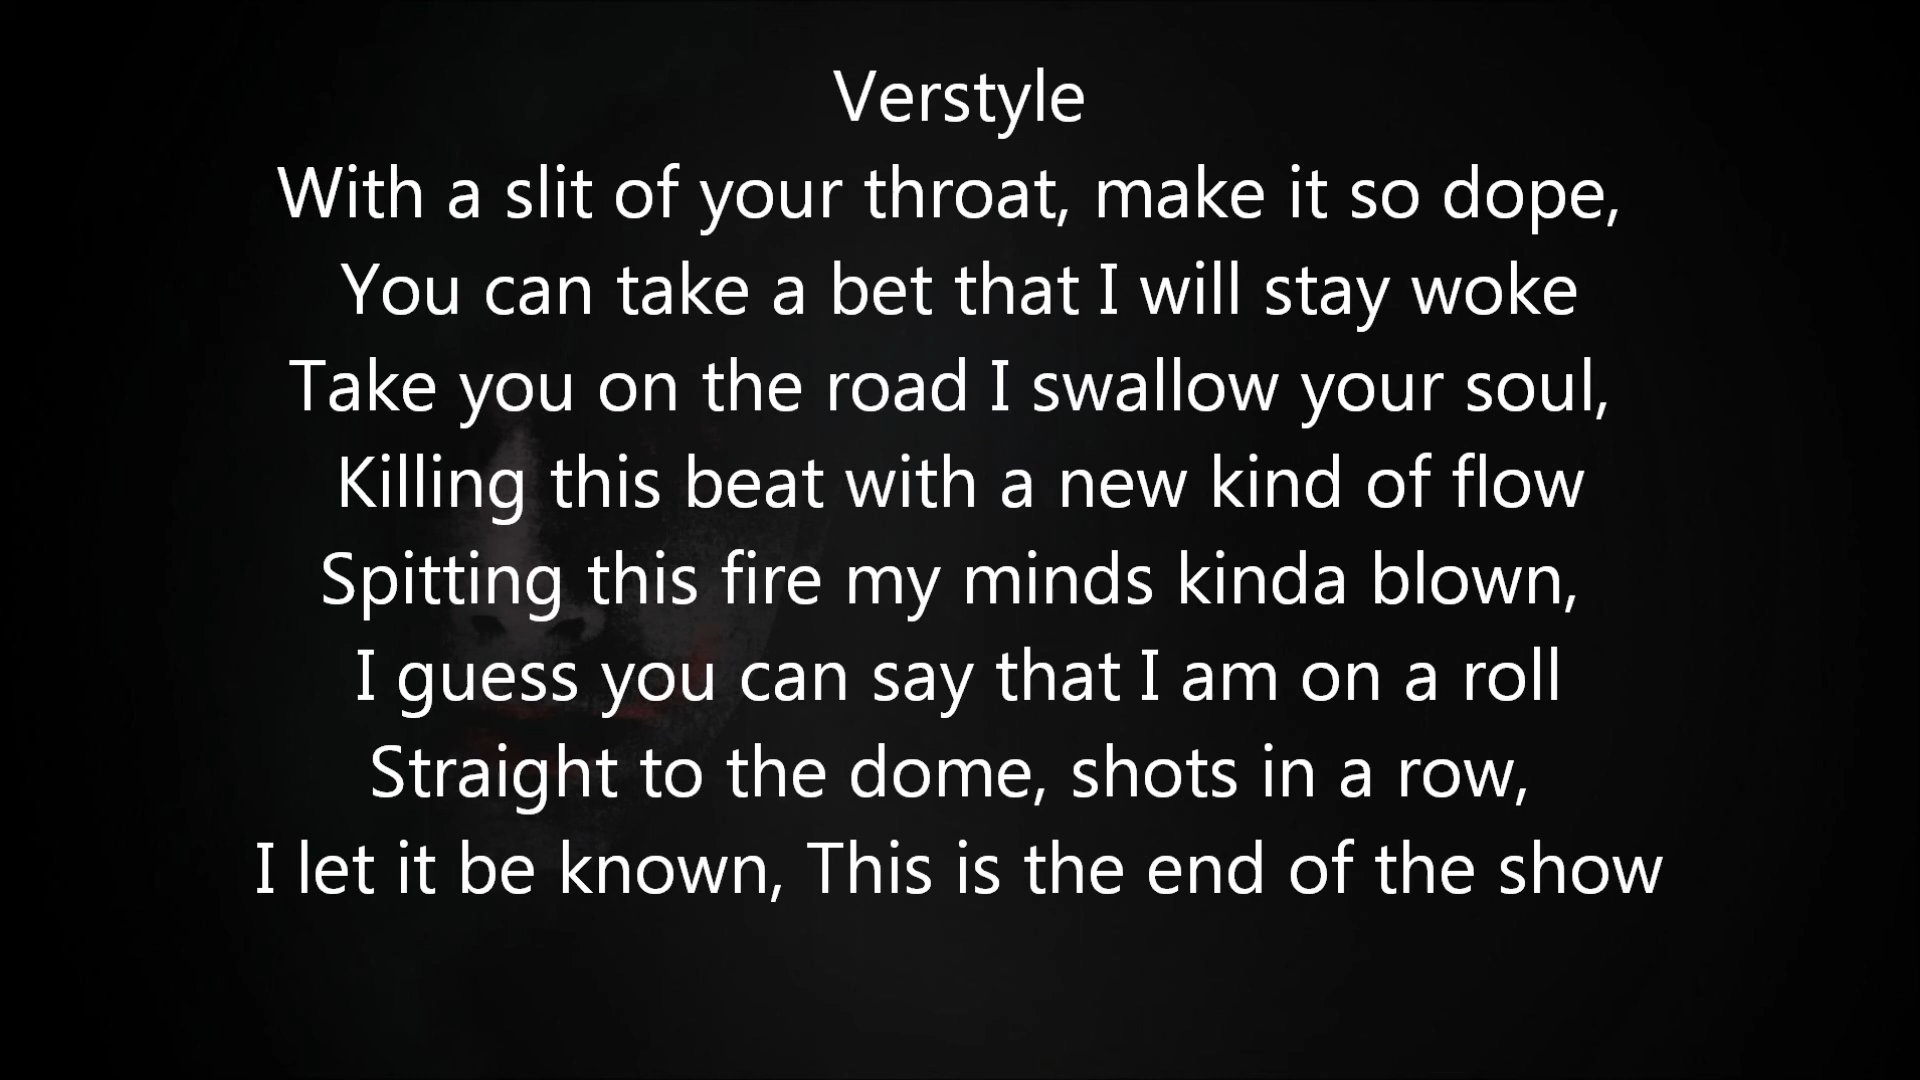 Verstyle
With a slit of your throat, make it so dope,
You can take a bet that I will stay woke
Take you on the road I swallow your soul,
Killing this beat with a new kind of flow
Spitting this fire my minds kinda blown,
I guess you can say that I am on a roll
Straight to the dome, shots in a row,
I let it be known, This is the end of the show